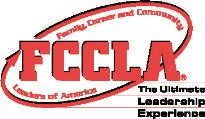 Family, Career and Community
FCCLA®
Leaders of America
The Ultimate
Leadership
Experience